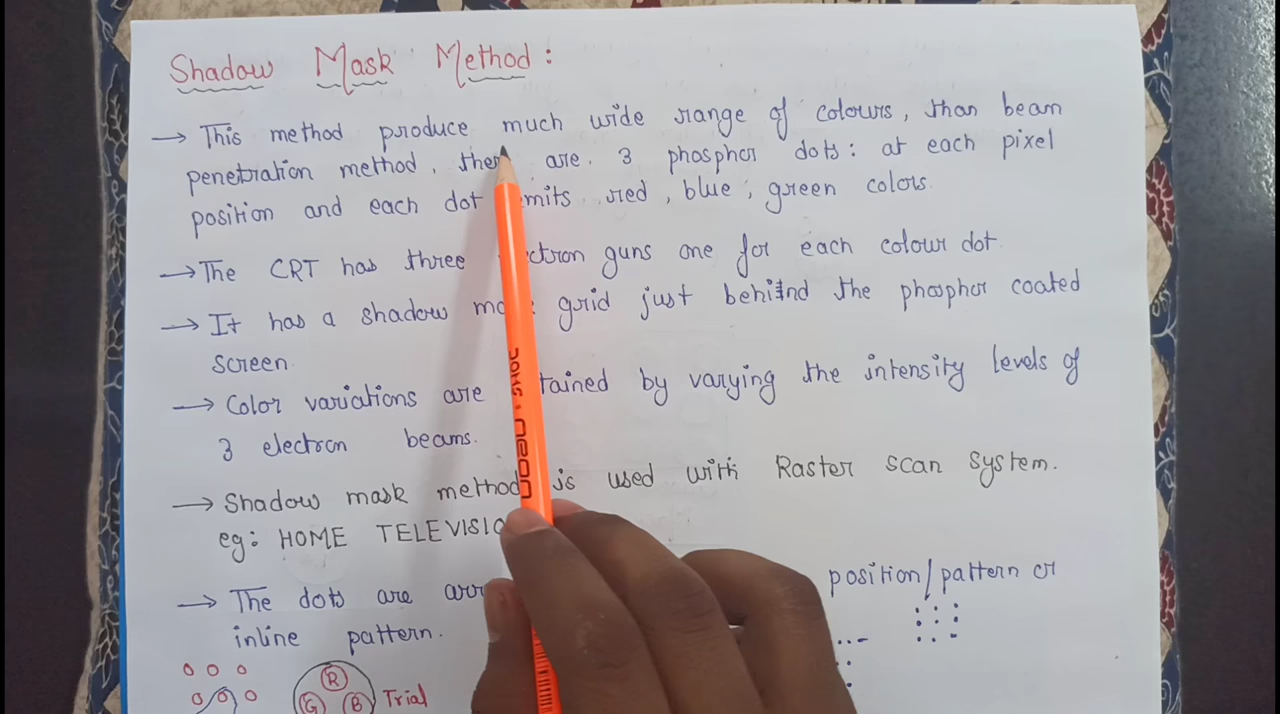 Shadow Mask Method:
→ This method produce much wide range of colours, than beam
penetration method, ther are. 3 phosphor dots: at each pixel
position and each dot emits red, blue, green colors.
→ The CRT has three electron guns one for each colour dot.
→ It has a shadow grid just behind the phosphor coated
screen.
→ Color variations are by varying the intensity levels of
3 electron beams.
→ Shadow mask method is used with Raster scan system.
eg: HOME TELEVISIO
→ The dots are arr position/pattern or
inline pattern.
R
G B Trial
neon